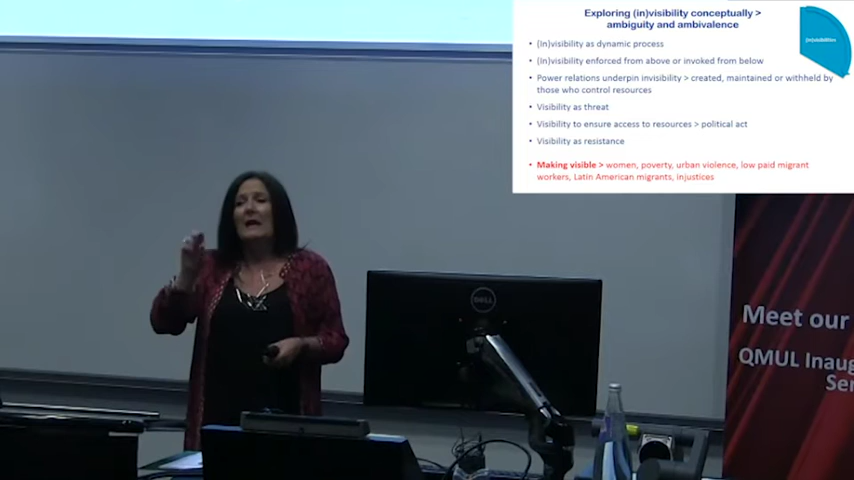 Exploring (in)visibility conceptually >
ambiguity and ambivalence
(in)visibilities
• (In)visibility as dynamic process
• (In)visibility enforced from above or invoked from below
• Power relations underpin invisibility > created, maintained or withheld by
those who control resources
• Visibility as threat
• Visibility to ensure access to resources > political act
• Visibility as resistance
• Making visible > women, poverty, urban violence, low paid migrant
workers, Latin American migrants, injustices
DELL
Meet our
QMUL Inaug
Ser